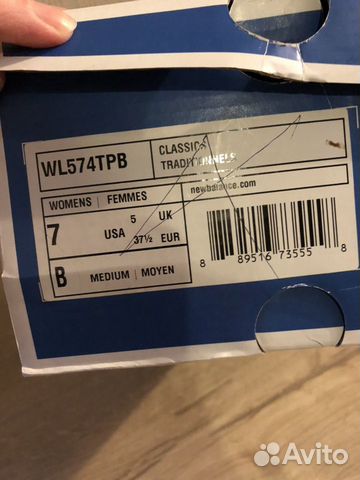 WL574TPB
CLASSICS
TRADITIONNELS
WOMENS | FEMMES
7 USA 5 UK
37½ EUR
B MEDIUM | MOYEN
newbalance.com
8 89516 73555 8
Avito